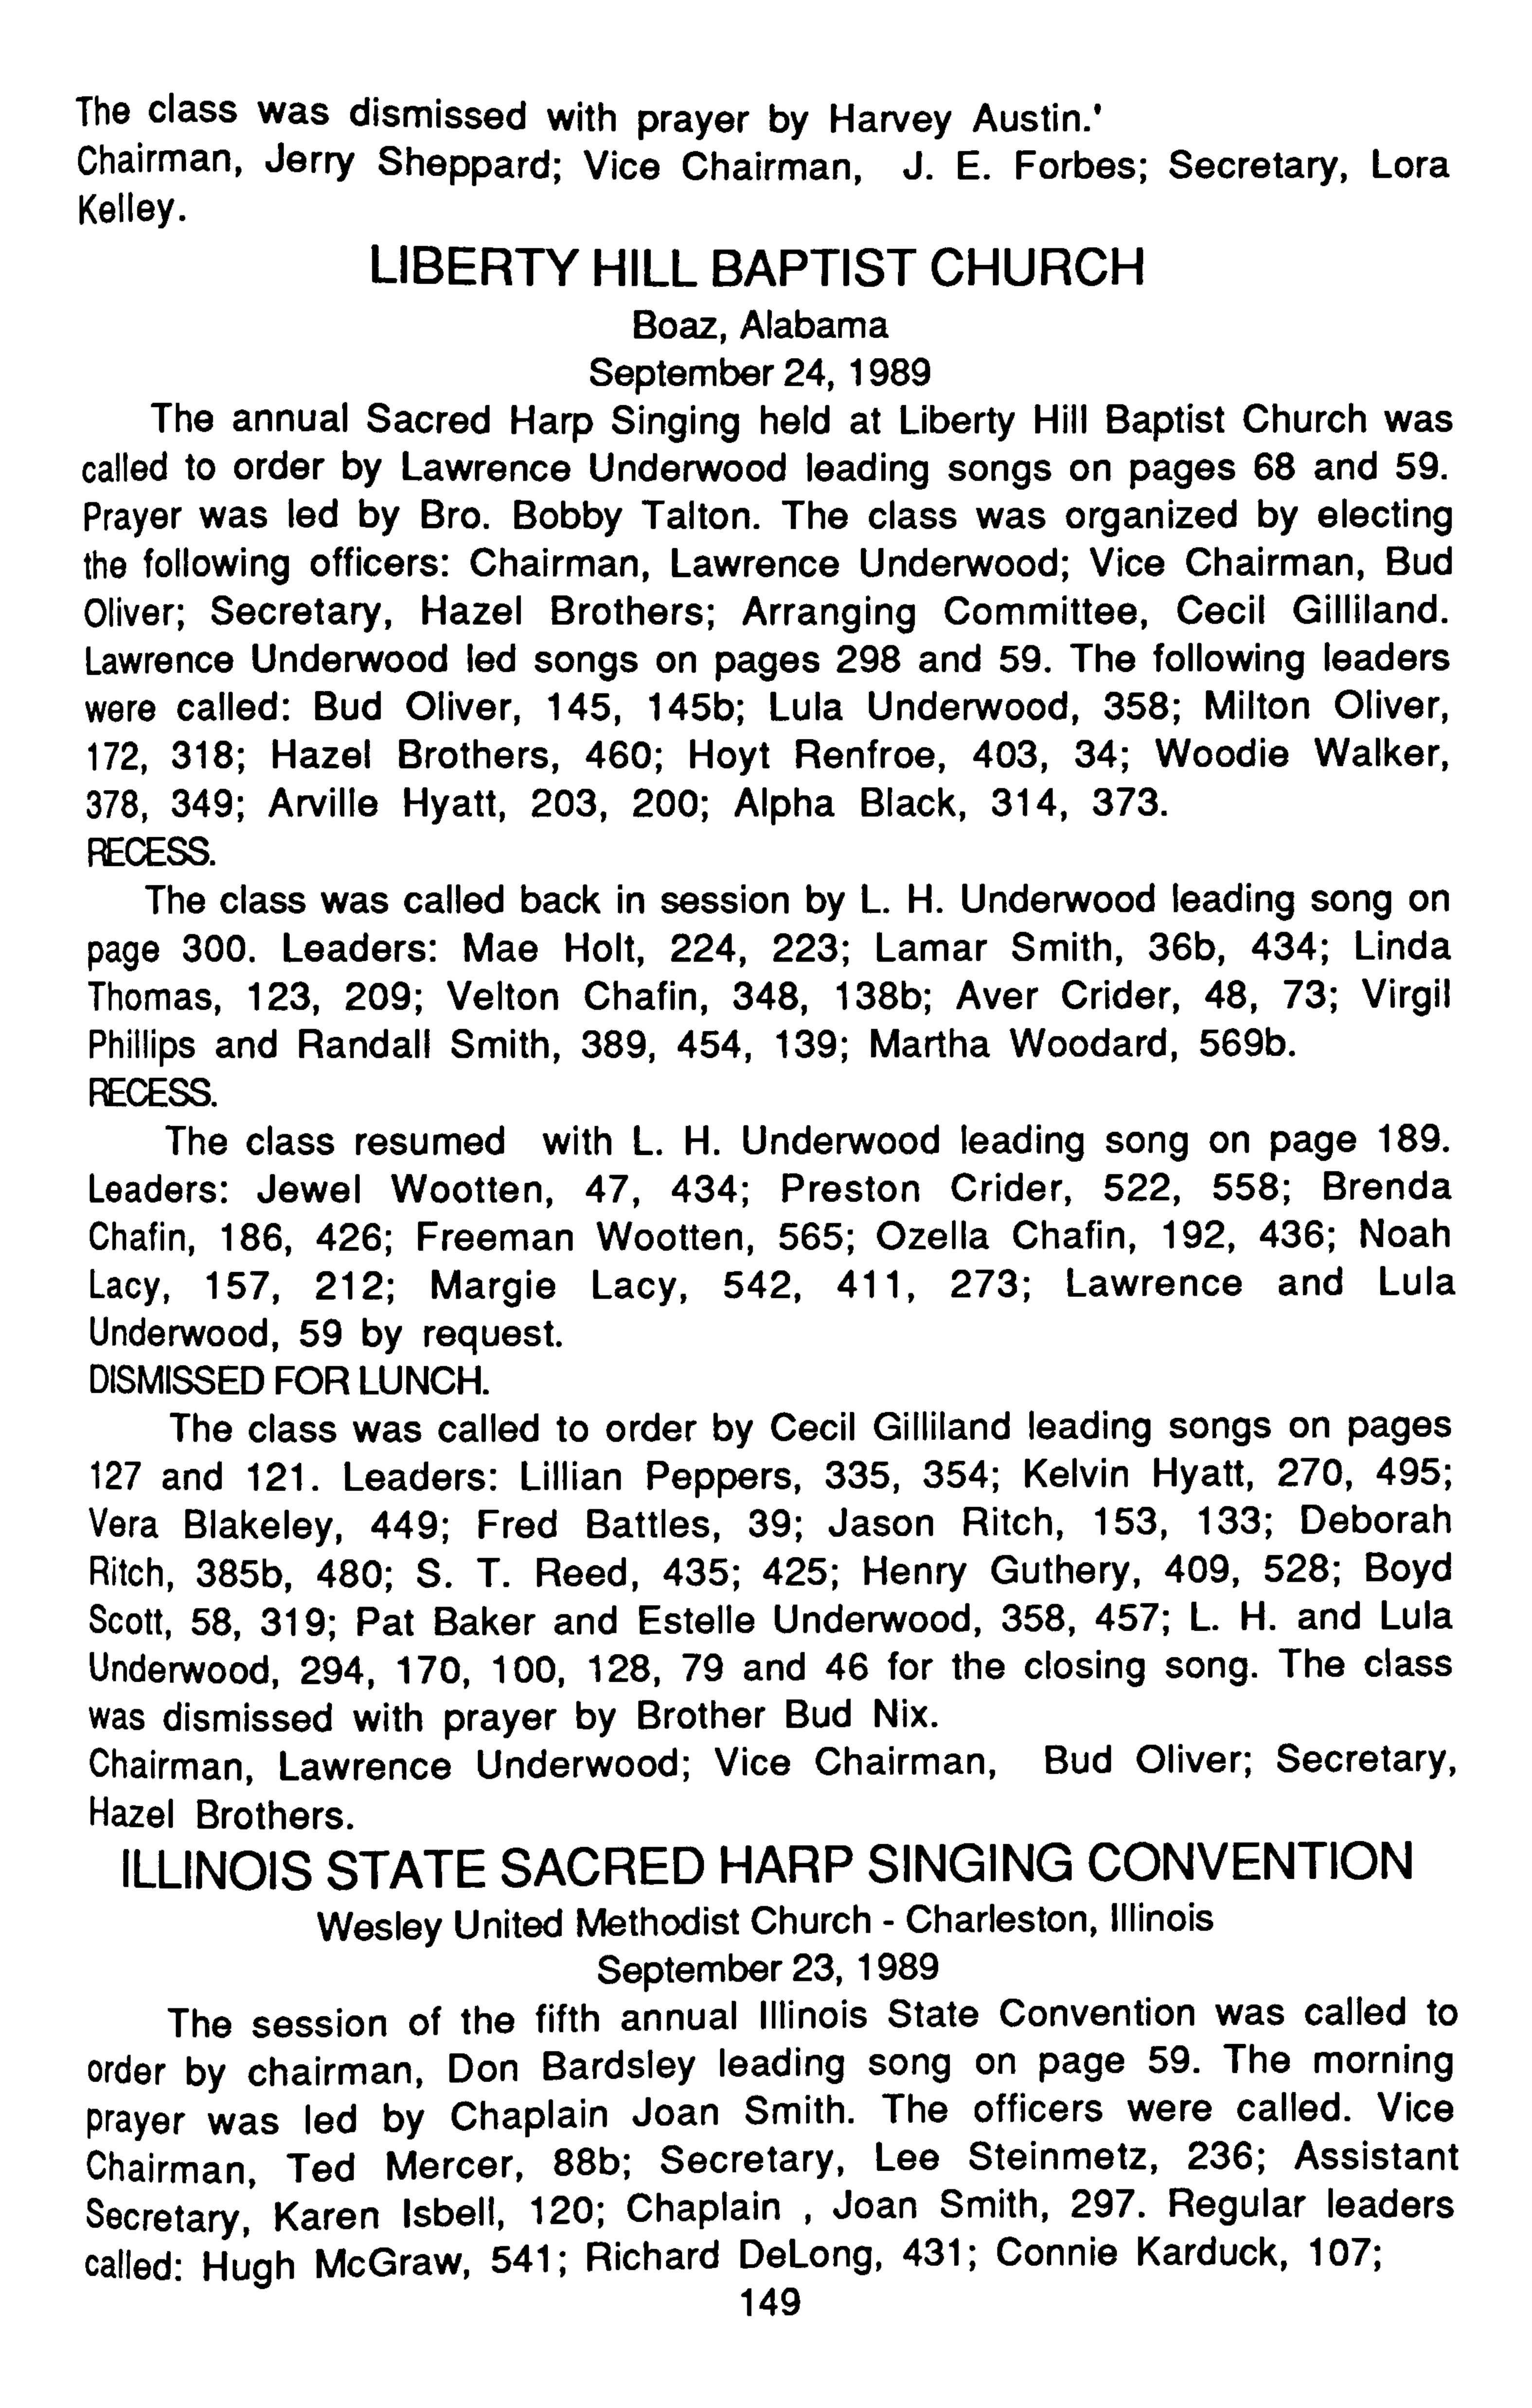 The class was dismissed with prayer by Harvey Austin.'
Chairman, Jerry Sheppard; Vice Chairman, J. E. Forbes; Secretary, Lora
Kelley.
LIBERTY HILL BAPTIST CHURCH
Boaz, Alabama
September 24, 1989
The annual Sacred Harp Singing held at Liberty Hill Baptist Church was
called to order by Lawrence Underwood leading songs on pages 68 and 59.
Prayer was led by Bro. Bobby Talton. The class was organized by electing
the following officers: Chairman, Lawrence Underwood; Vice Chairman, Bud
Oliver; Secretary, Hazel Brothers; Arranging Committee, Cecil Gilliland.
Lawrence Underwood led songs on pages 298 and 59. The following leaders
were called: Bud Oliver, 145, 145b; Lula Underwood, 358; Milton Oliver,
172, 318; Hazel Brothers, 460; Hoyt Renfroe, 403, 34; Woodie Walker,
378, 349; Arville Hyatt, 203, 200; Alpha Black, 314, 373.
RECESS.
The class was called back in session by L. H. Underwood leading song on
page 300. Leaders: Mae Holt, 224, 223; Lamar Smith, 36b, 434; Linda
Thomas, 123, 209; Velton Chafin, 348, 138b; Aver Crider, 48, 73; Virgil
Phillips and Randall Smith, 389, 454, 139; Martha Woodard, 569b.
RECESS.
The class resumed with L. H. Underwood leading song on page 189.
Leaders: Jewel Wootten, 47, 434; Preston Crider, 522, 558; Brenda
Chafin, 186, 426; Freeman Wootten, 565; Ozella Chafin, 192, 436; Noah
Lacy, 157, 212; Margie Lacy, 542, 411, 273; Lawrence and Lula
Underwood, 59 by request.
DISMISSED FOR LUNCH.
The class was called to order by Cecil Gilliland leading songs on pages
127 and 121. Leaders: Lillian Peppers, 335, 354; Kelvin Hyatt, 270, 495;
Vera Blakeley, 449; Fred Battles, 39; Jason Ritch, 153, 133; Deborah
Ritch, 385b, 480; S. T. Reed, 435; 425; Henry Guthery, 409, 528; Boyd
Scott, 58, 319; Pat Baker and Estelle Underwood, 358, 457; L. H. and Lula
Underwood, 294, 170, 100, 128, 79 and 46 for the closing song. The class
was dismissed with prayer by Brother Bud Nix.
Chairman, Lawrence Underwood; Vice Chairman, Bud Oliver; Secretary,
Hazel Brothers.
ILLINOIS STATE SACRED HARP SINGING CONVENTION
Wesley United Methodist Church - Charleston, Illinois
September 23, 1989
The session of the fifth annual Illinois State Convention was called to
order by chairman, Don Bardsley leading song on page 59. The morning
prayer was led by Chaplain Joan Smith. The officers were called. Vice
Chairman, Ted Mercer, 88b; Secretary, Lee Steinmetz, 236; Assistant
Secretary, Karen Isbell, 120; Chaplain , Joan Smith, 297. Regular leaders
called: Hugh McGraw, 541; Richard DeLong, 431; Connie Karduck, 107;
149